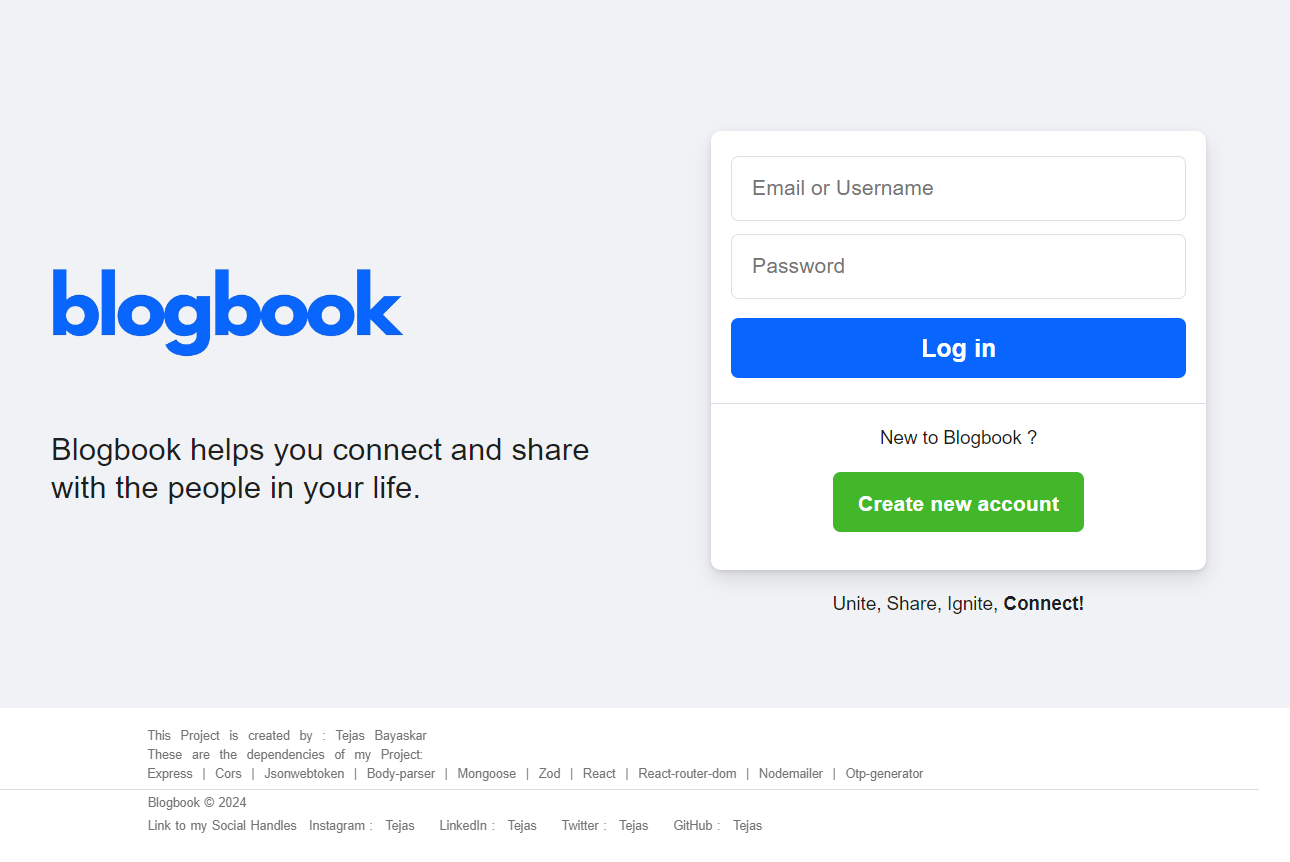 blogbook
Blogbook helps you connect and share
with the people in your life.
Email or Username
Password
Log in
New to Blogbook ?
Create new account
Unite, Share, Ignite, Connect!
This Project is created by : Tejas Bayaskar
These are the dependencies of my Project:
Express | Cors | Jsonwebtoken | Body-parser | Mongoose | Zod | React | React-router-dom | Nodemailer | Otp-generator
Blogbook © 2024
Link to my Social Handles Instagram : Tejas LinkedIn : Tejas Twitter : Tejas GitHub : Tejas